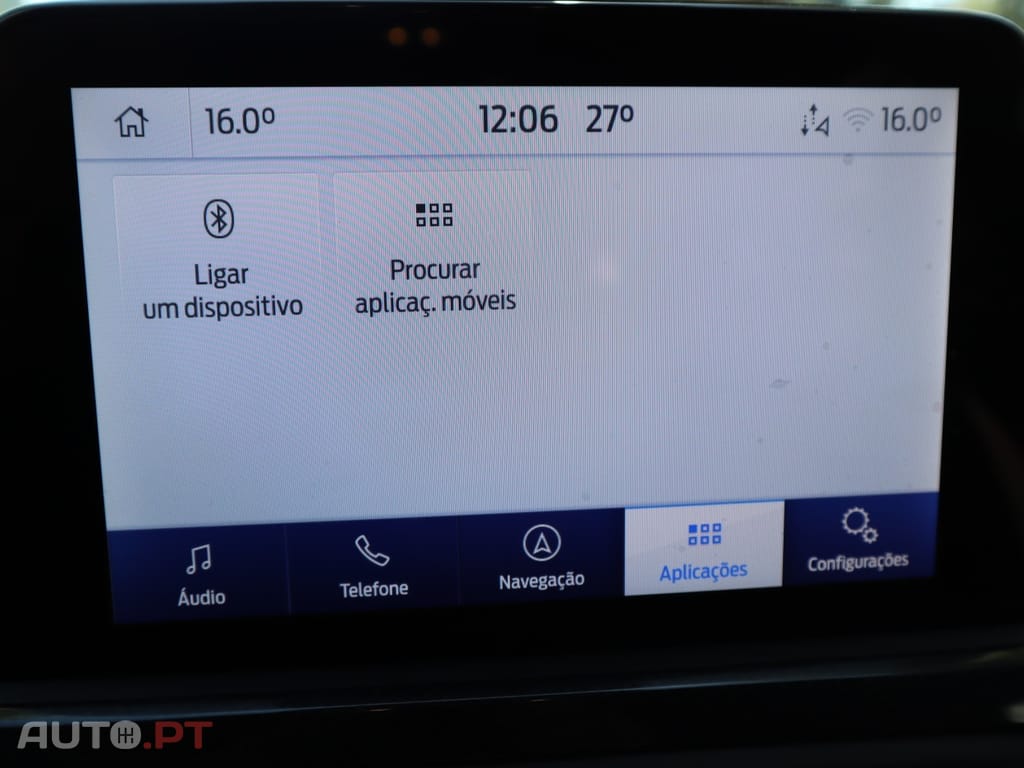 16.0º 12:06 27º 16.0º
Ligar
um dispositivo
Procurar
aplicaç. móveis
Áudio
Telefone
Navegação
Aplicações
Configurações
AUTO.PT